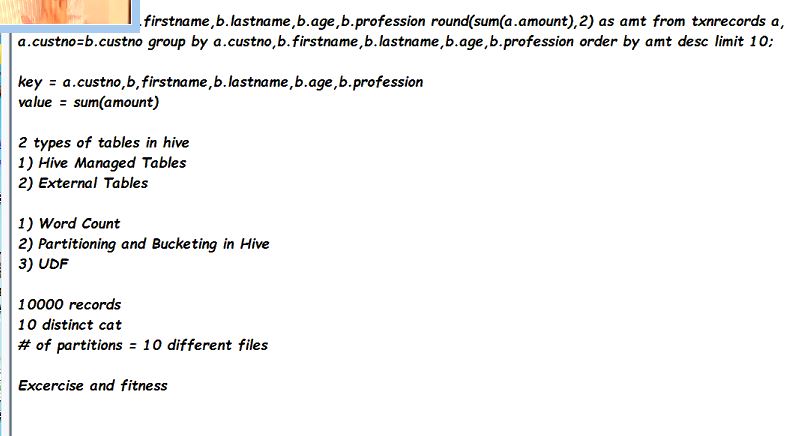 .firstname,b.lastname,b.age,b.profession round(sum(a.amount),2) as amt from txnrecords a,
a.custno=b.custno group by a.custno,b.firstname,b.lastname,b.age,b.profession order by amt desc limit 10;
key = a.custno,b,firstname,b.lastname,b.age,b.profession
value = sum(amount)
2 types of tables in hive
1) Hive Managed Tables
2) External Tables
1) Word Count
2) Partitioning and Bucketing in Hive
3) UDF
10000 records
10 distinct cat
# of partitions = 10 different files
Excercise and fitness